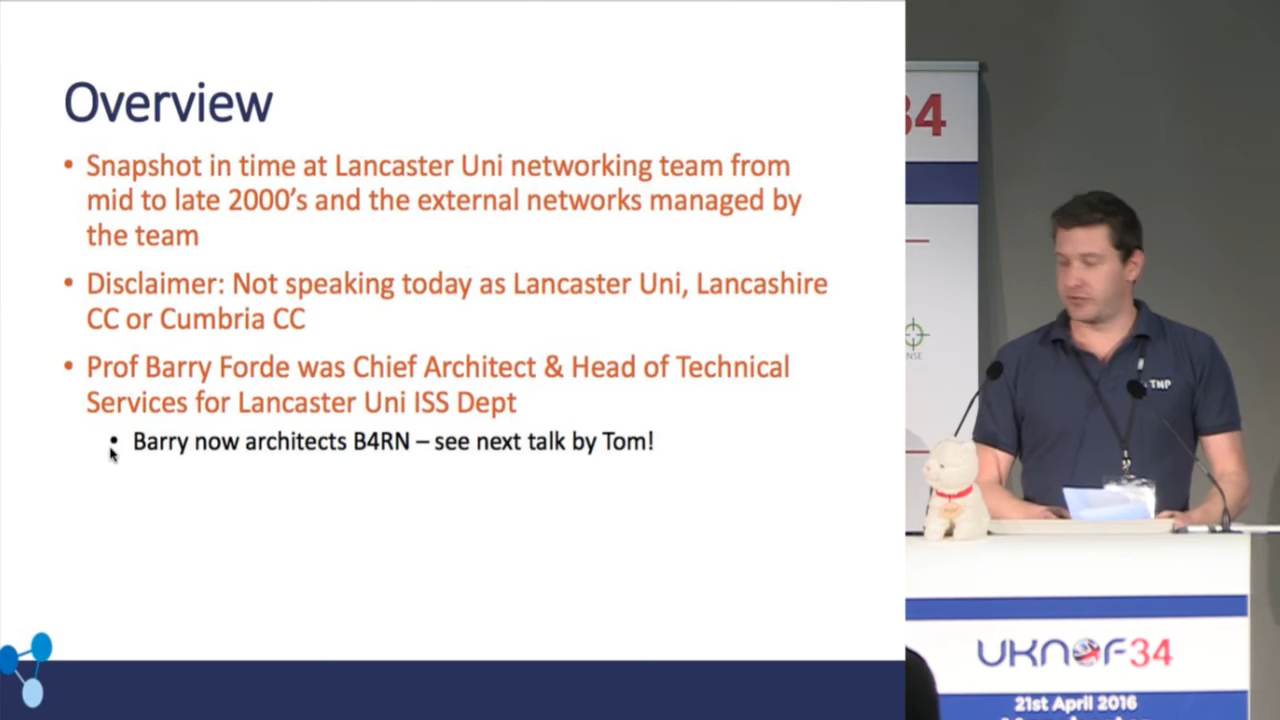 Overview
• Snapshot in time at Lancaster Uni networking team from
mid to late 2000's and the external networks managed by
the team
• Disclaimer: Not speaking today as Lancaster Uni, Lancashire
CC or Cumbria CC
• Prof Barry Forde was Chief Architect & Head of Technical
Services for Lancaster Uni ISS Dept
• Barry now architects B4RN – see next talk by Tom!
34
NSE
TNP
UKNOF34
21st April 2016